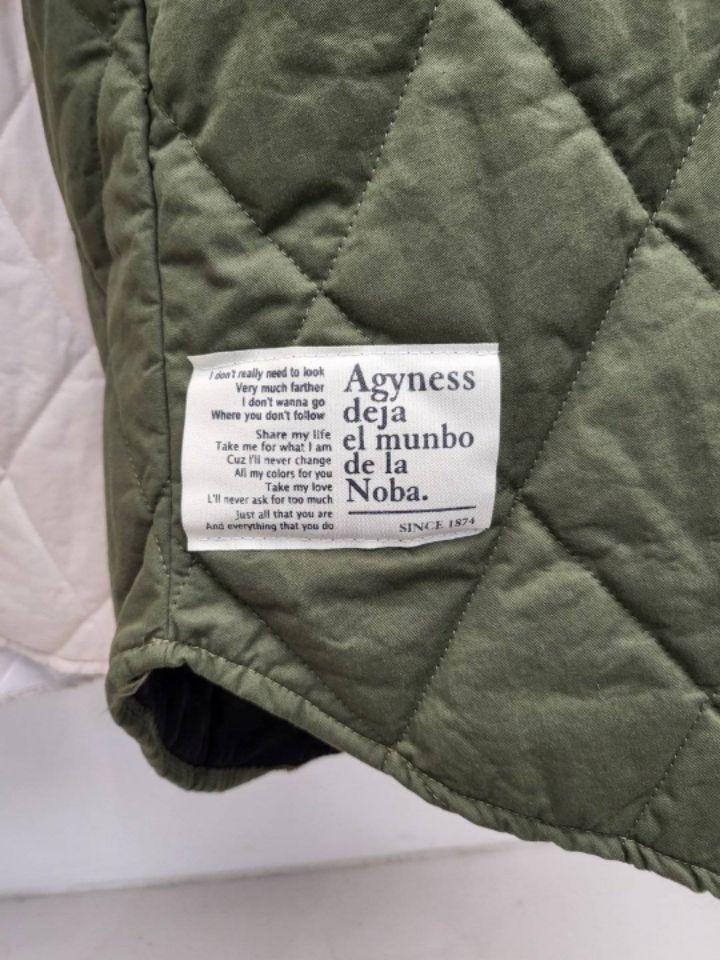 I don't really need to look
Very much farther
I don't wanna go
Where you don't follow
Share my life
Take me for what I am
Cuz I'll never change
All my colors for you
Take my love
L'll never ask for too much
Just all that you are
And everything that you do
Agyness
deja
el munbo
de la
Noba.
SINCE 1874